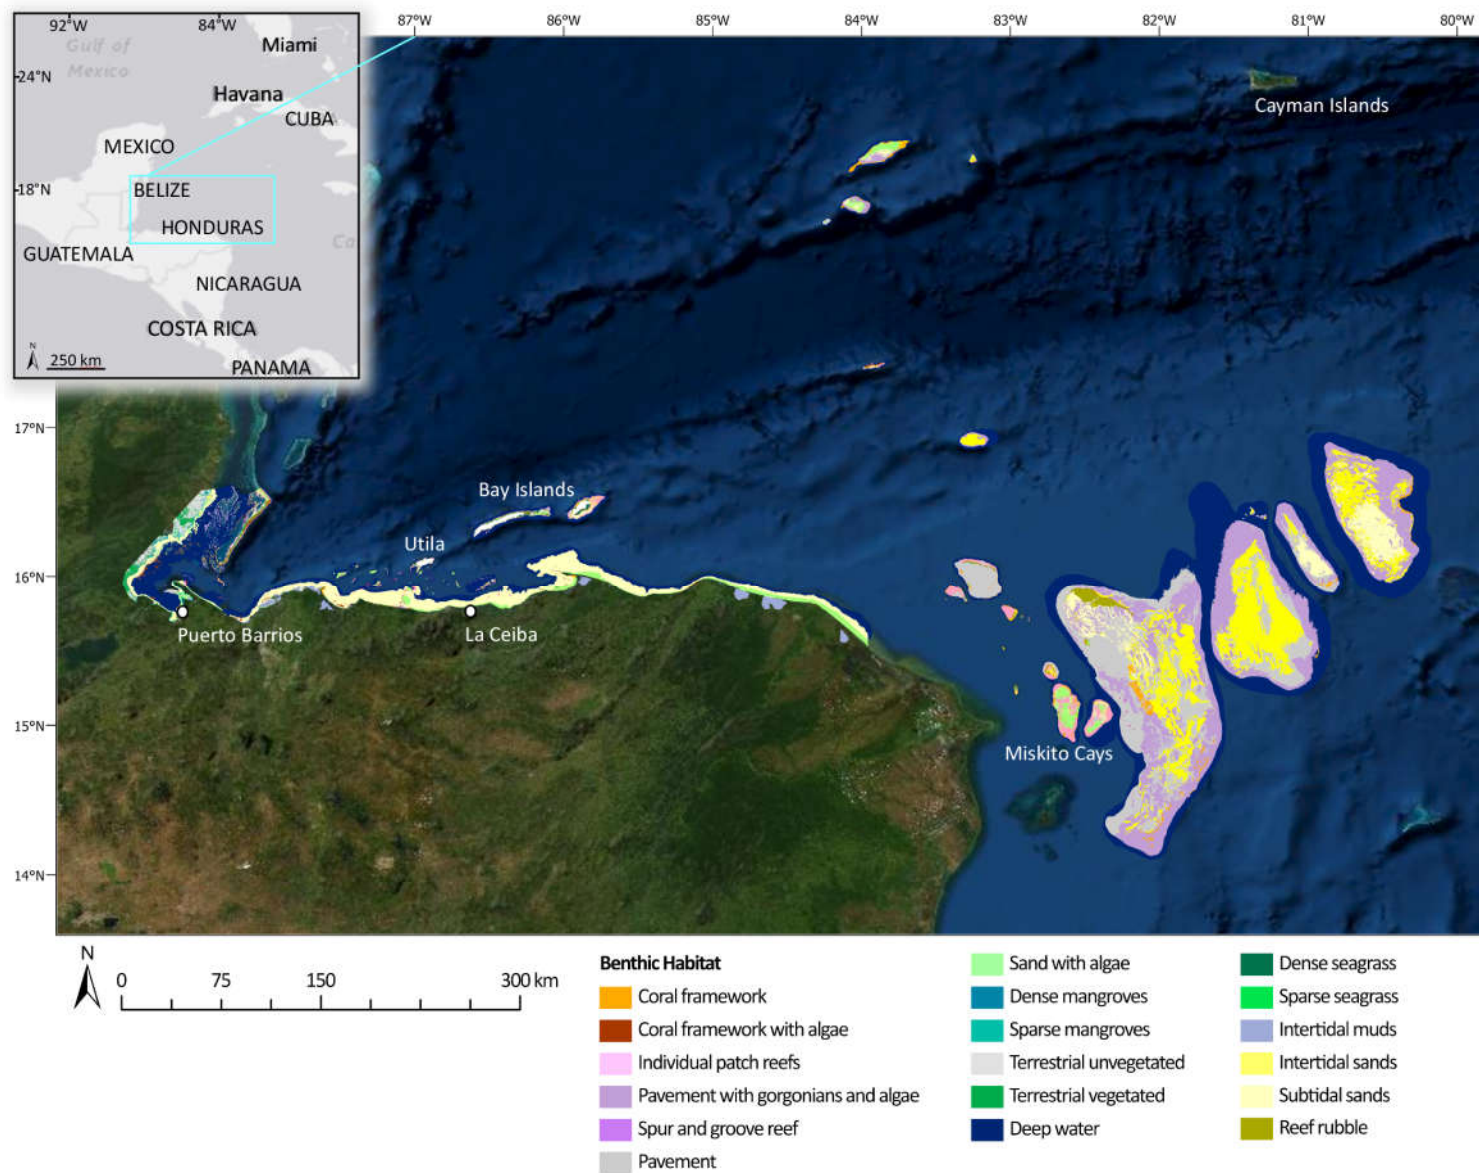 92°W 84°W
87°W 86°W 85°W 84°W 83°W 82°W 81°W 80°W
Gulf of
Mexico
Miami
24°N
Havana
CUBA
MEXICO
18°N
BELIZE
HONDURAS
Ca
GUATEMALA
NICARAGUA
COSTA RICA
N
250 km
PANAMA
Cayman Islands
17°N
Bay Islands
Utila
16°N
Puerto Barrios
La Ceiba
15°N
Miskito Cays
14°N
N
0 75 150 300 km
Benthic Habitat
Coral framework
Coral framework with algae
Individual patch reefs
Pavement with gorgonians and algae
Spur and groove reef
Pavement
Sand with algae
Dense mangroves
Sparse mangroves
Terrestrial unvegetated
Terrestrial vegetated
Deep water
Dense seagrass
Sparse seagrass
Intertidal muds
Intertidal sands
Subtidal sands
Reef rubble